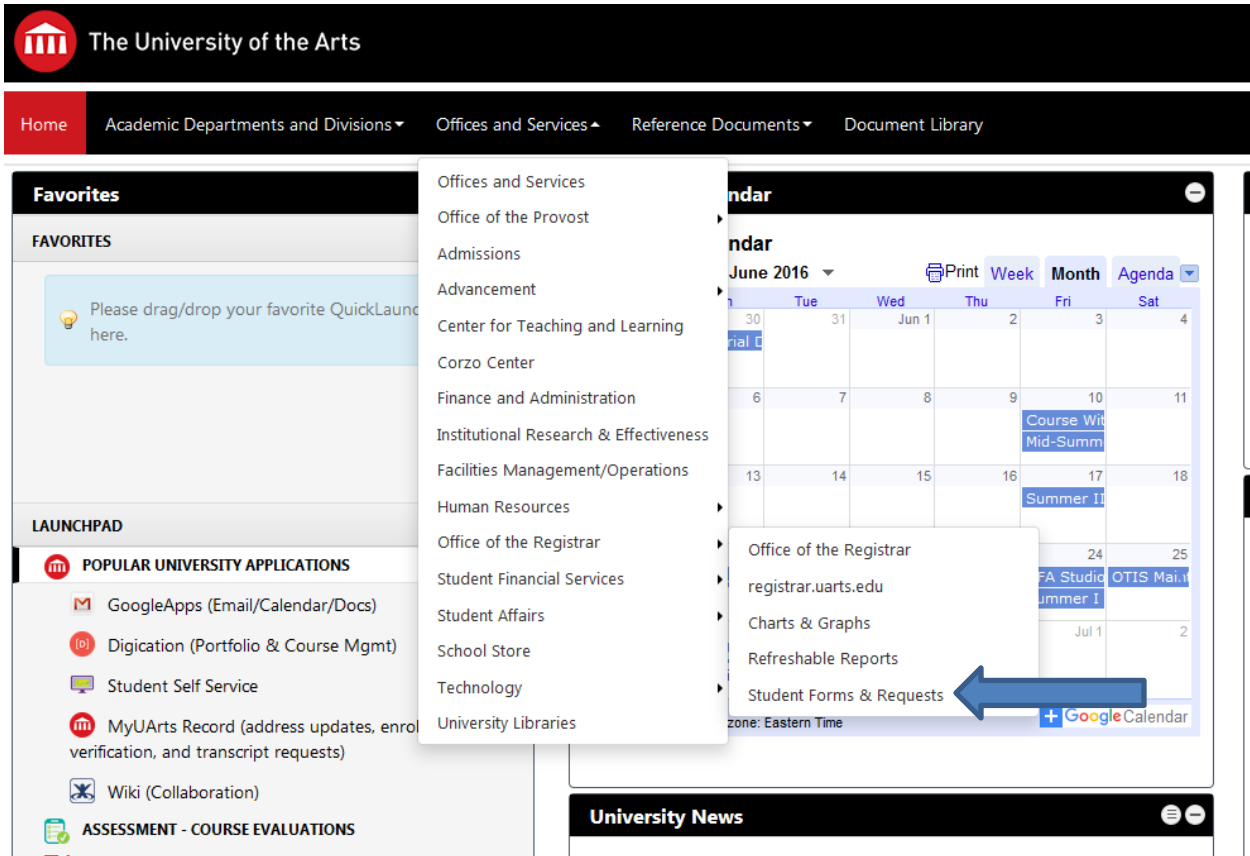 The University of the Arts
Home Academic Departments and Divisions Offices and Services Reference Documents Document Library
Favorites
FAVORITES
Please drag/drop your favorite
here.
LAUNCHPAD
POPULAR UNIVERSITY APPLICATIONS
GoogleApps (Email/Calendar/Docs)
Digication (Portfolio & Course Mgmt)
Student Self Service
MyUArts Record (address updates,
verification, and transcript requests)
Wiki (Collaboration)
ASSESSMENT - COURSE EVALUATIONS
Offices and Services
Office of the Provost
Admissions
Advancement
Center for Teaching and Learning
Corzo Center
Finance and Administration
Institutional Research & Effectiveness
Facilities Management/Operations
Human Resources
Office of the Registrar
Student Financial Services
Student Affairs
School Store
Technology
University Libraries
Office of the Registrar
registrar.uarts.edu
Charts & Graphs
Refreshable Reports
Student Forms & Requests
ndar
ndar
June 2016 Print Week Month Agenda
Tue Wed Thu Fri Sat
30 31 Jun 1 2 3 4
6 7 8 9 10 11
Course Wit
Mid-Summ
13 14 15 16 17 18
Summer II
24 25
FA Studio OTIS Mai
ummer I
Jul 1 2
zone: Eastern Time
+ Google Calendar
University News